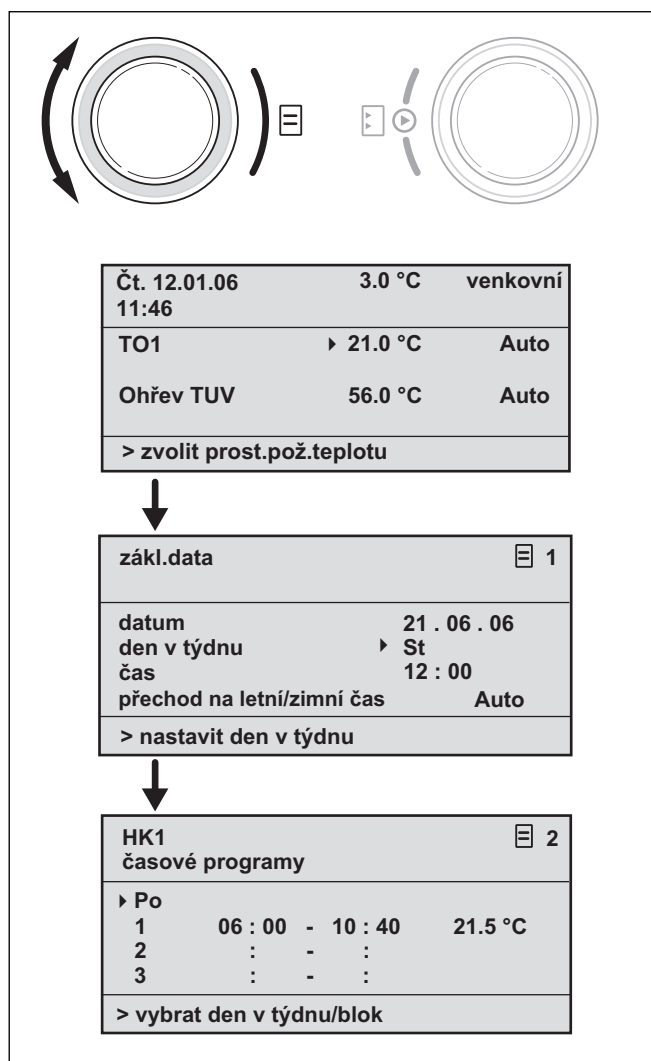 Čt. 12.01.06 3.0 °C venkovní
11:46
TO1 21.0 °C Auto
Ohřev TUV 56.0 °C Auto
> zvolit prost.pož.teplotu
zákl.data 1
datum 21 . 06 . 06
den v týdnu St
čas 12 : 00
přechod na letní/zimní čas Auto
> nastavit den v týdnu
HK1 2
časové programy
Po
1 06 : 00 - 10 : 40 21.5 °C
2 : - :
3 : - :
> vybrat den v týdnu/blok